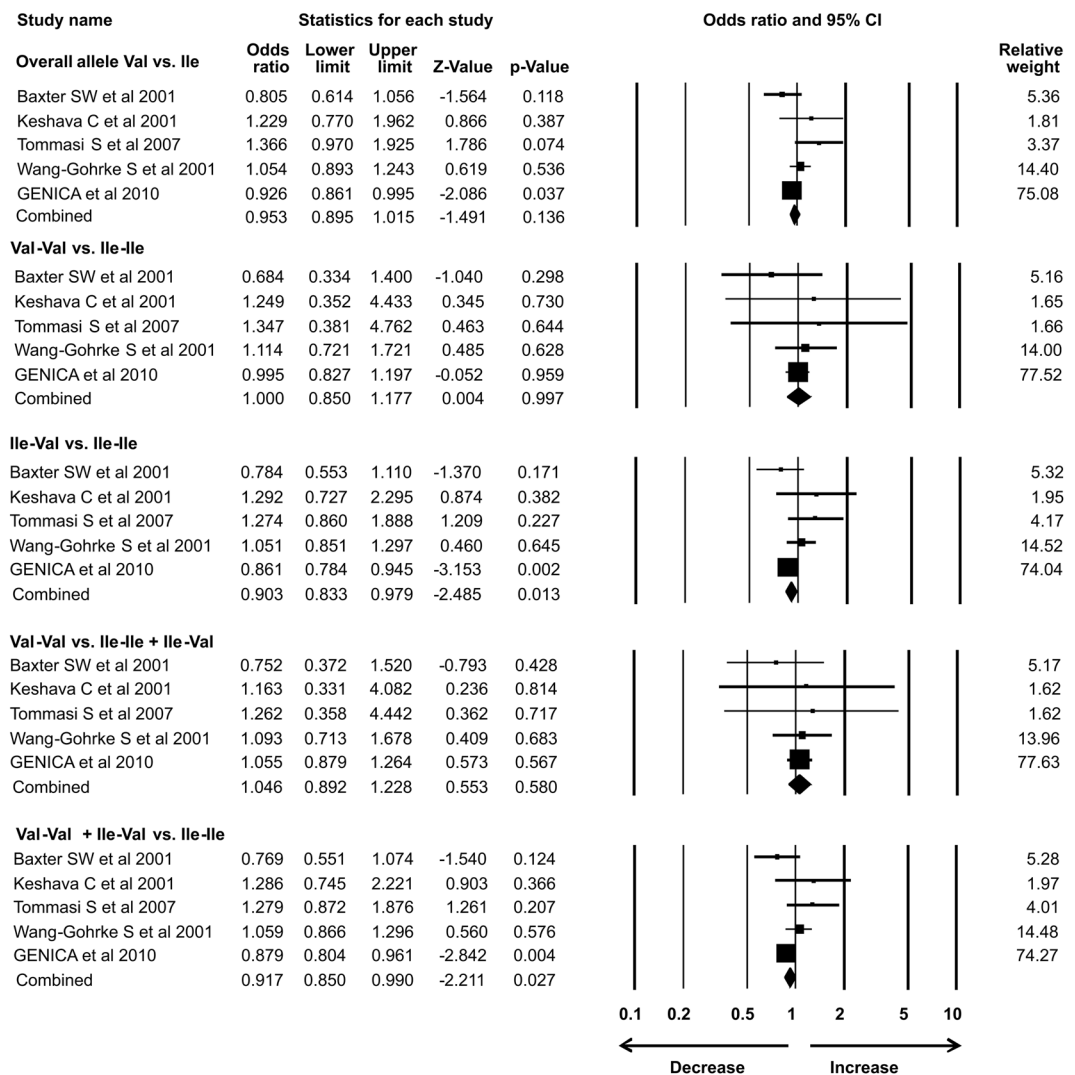 Study name Statistics for each study Odds ratio and 95% CI
Overall allele Val vs. Ile Odds ratio Lower limit Upper limit Z-Value p-Value Relative weight
Baxter SW et al 2001 0.805 0.614 1.056 -1.564 0.118 5.36
Keshava C et al 2001 1.229 0.770 1.962 0.866 0.387 1.81
Tommasi S et al 2007 1.366 0.970 1.925 1.786 0.074 3.37
Wang-Gohrke S et al 2001 1.054 0.893 1.243 0.619 0.536 14.40
GENICA et al 2010 0.926 0.861 0.995 -2.086 0.037 75.08
Combined 0.953 0.895 1.015 -1.491 0.136
Val-Val vs. Ile-Ile
Baxter SW et al 2001 0.684 0.334 1.400 -1.040 0.298 5.16
Keshava C et al 2001 1.249 0.352 4.433 0.345 0.730 1.65
Tommasi S et al 2007 1.347 0.381 4.762 0.463 0.644 1.66
Wang-Gohrke S et al 2001 1.114 0.721 1.721 0.485 0.628 14.00
GENICA et al 2010 0.995 0.827 1.197 -0.052 0.959 77.52
Combined 1.000 0.850 1.177 0.004 0.997
Ile-Val vs. Ile-Ile
Baxter SW et al 2001 0.784 0.553 1.110 -1.370 0.171 5.32
Keshava C et al 2001 1.292 0.727 2.295 0.874 0.382 1.95
Tommasi S et al 2007 1.274 0.860 1.888 1.209 0.227 4.17
Wang-Gohrke S et al 2001 1.051 0.851 1.297 0.460 0.645 14.52
GENICA et al 2010 0.861 0.784 0.945 -3.153 0.002 74.04
Combined 0.903 0.833 0.979 -2.485 0.013
Val-Val vs. Ile-Ile + Ile-Val
Baxter SW et al 2001 0.752 0.372 1.520 -0.793 0.428 5.17
Keshava C et al 2001 1.163 0.331 4.082 0.236 0.814 1.62
Tommasi S et al 2007 1.262 0.358 4.442 0.362 0.717 1.62
Wang-Gohrke S et al 2001 1.093 0.713 1.678 0.409 0.683 13.96
GENICA et al 2010 1.055 0.879 1.264 0.573 0.567 77.63
Combined 1.046 0.892 1.228 0.553 0.580
Val-Val + Ile-Val vs. Ile-Ile
Baxter SW et al 2001 0.769 0.551 1.074 -1.540 0.124 5.28
Keshava C et al 2001 1.286 0.745 2.221 0.903 0.366 1.97
Tommasi S et al 2007 1.279 0.872 1.876 1.261 0.207 4.01
Wang-Gohrke S et al 2001 1.059 0.866 1.296 0.560 0.576 14.48
GENICA et al 2010 0.879 0.804 0.961 -2.842 0.004 74.27
Combined 0.917 0.850 0.990 -2.211 0.027
0.1 0.2 0.5 1 2 5 10
Decrease Increase